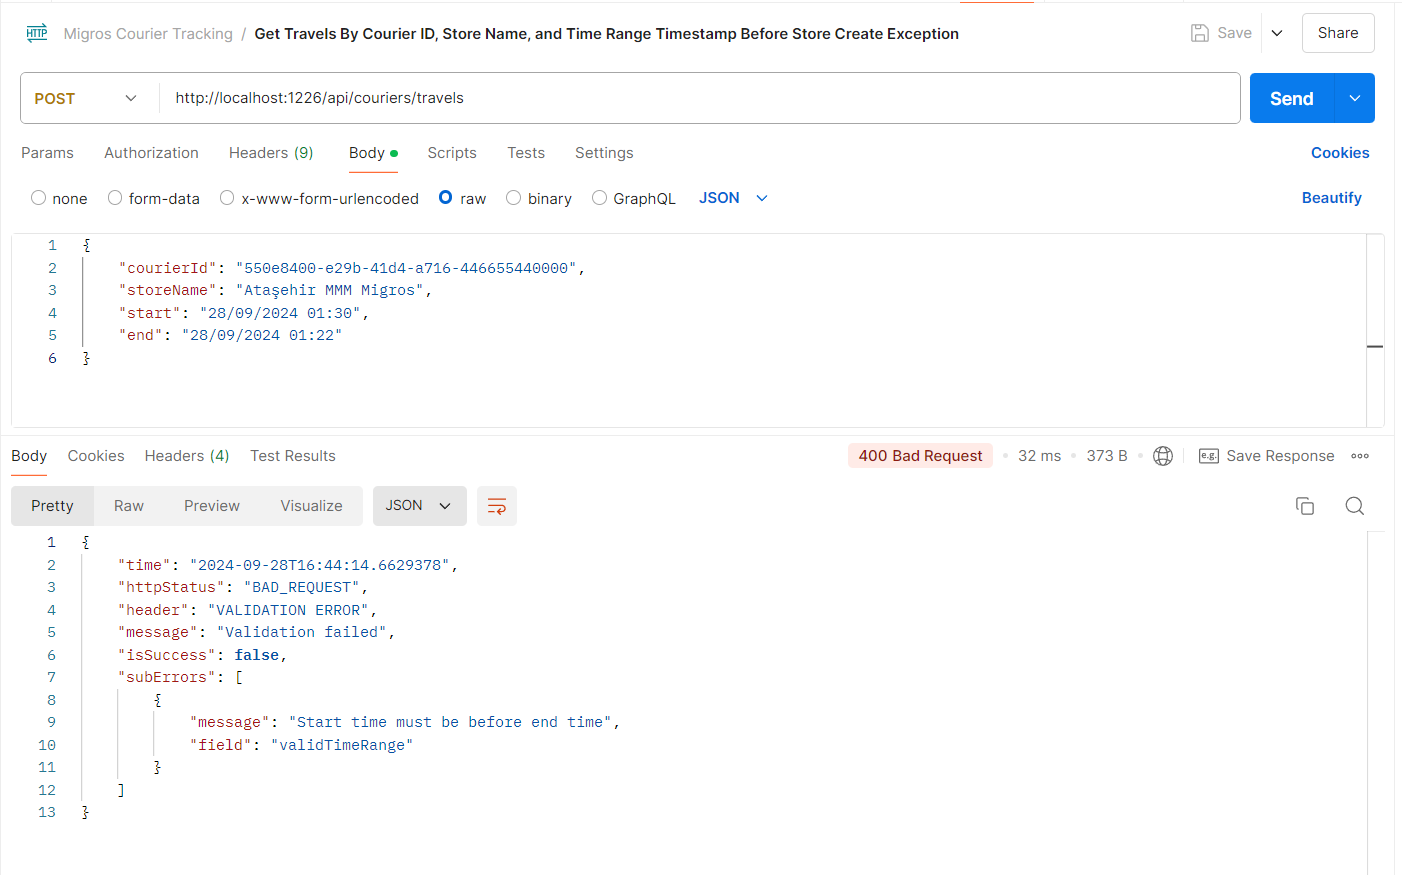 HTTP Migros Courier Tracking / Get Travels By Courier ID, Store Name, and Time Range Timestamp Before Store Create Exception Save Share
POST http://localhost:1226/api/couriers/travels Send
Params Authorization Headers (9) Body Scripts Tests Settings Cookies
none form-data x-www-form-urlencoded raw binary GraphQL JSON Beautify
1 {
2 "courierId": "550e8400-e29b-41d4-a716-446655440000",
3 "storeName": "Ataşehir MMM Migros",
4 "start": "28/09/2024 01:30",
5 "end": "28/09/2024 01:22"
6 }
Body Cookies Headers (4) Test Results 400 Bad Request 32 ms 373 B e.g. Save Response
Pretty Raw Preview Visualize JSON
1 {
2 "time": "2024-09-28T16:44:14.6629378",
3 "httpStatus": "BAD_REQUEST",
4 "header": "VALIDATION ERROR",
5 "message": "Validation failed",
6 "isSuccess": false,
7 "subErrors": [
8 {
9 "message": "Start time must be before end time",
10 "field": "validTimeRange"
11 }
12 ]
13 }